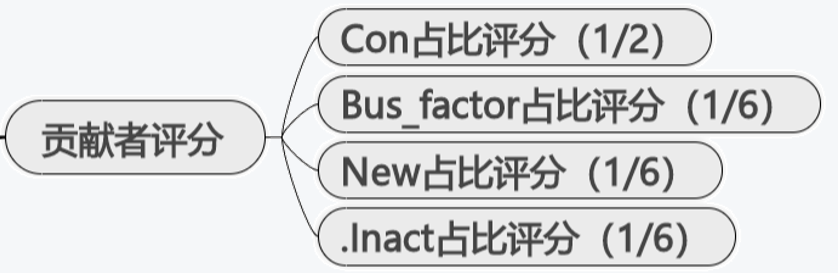 Con占比评分（1/2）
Bus_factor占比评分（1/6）
贡献者评分
New占比评分（1/6）
.Inact占比评分（1/6）